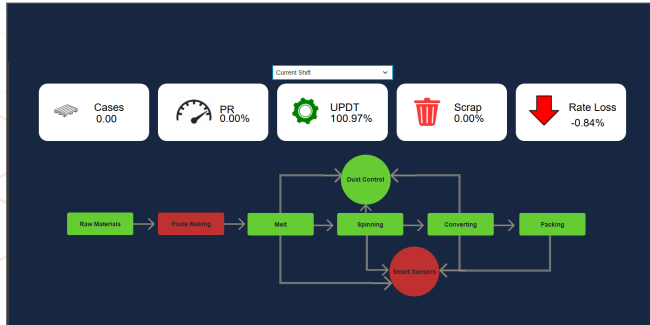 Current Shift
Cases
0.00
PR
0.00%
UPDT
100.97%
Scrap
0.00%
Rate Loss
-0.84%
Dust Control
Raw Materials
Paste Making
Melt
Spinning
Converting
Packing
Smart Sensors